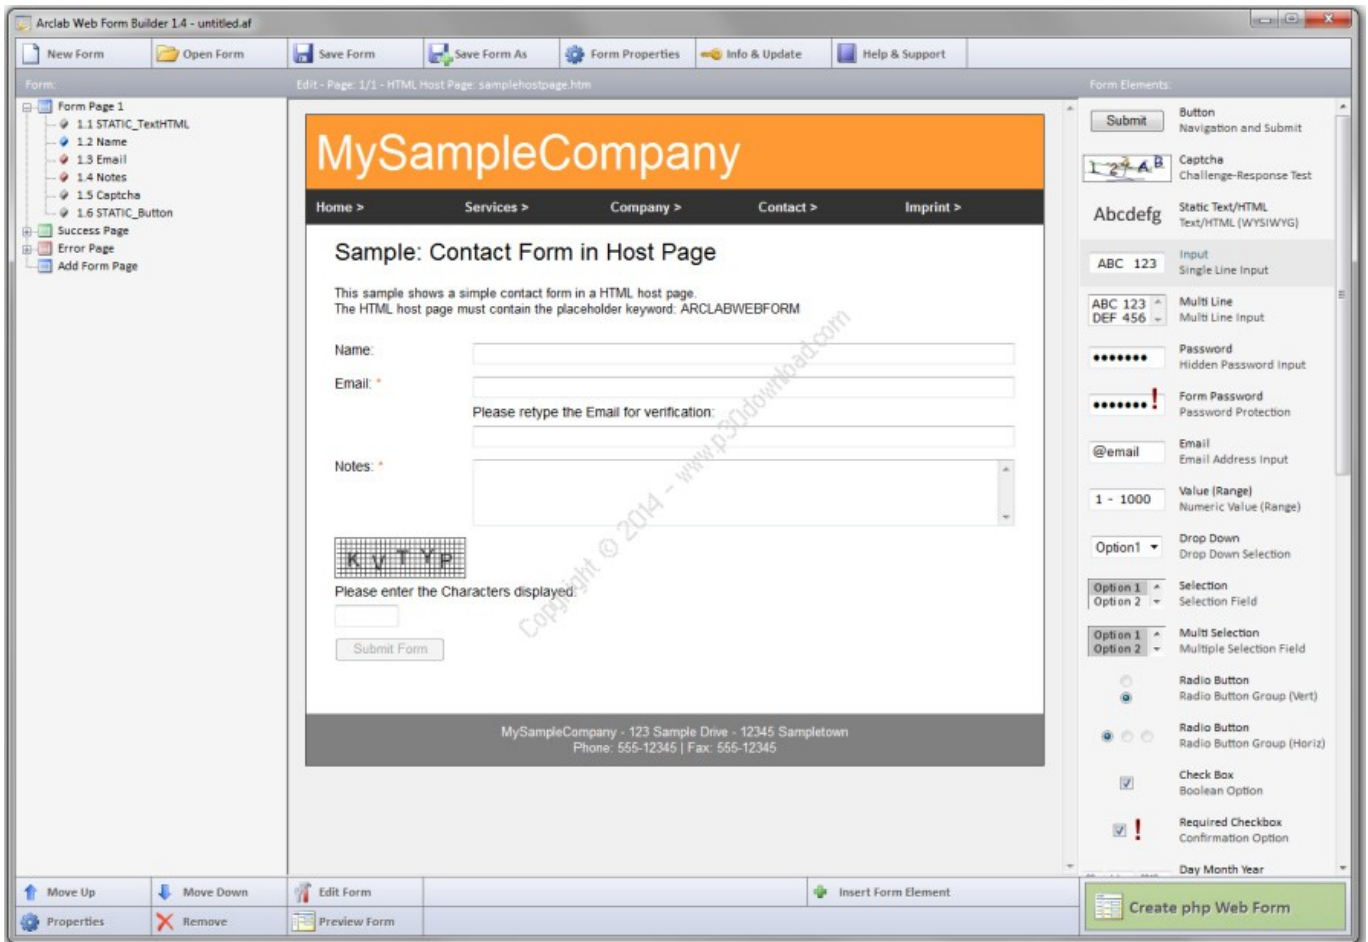 Arclab Web Form Builder 1.4 - untitled.af
New Form
Open Form
Save Form
Save Form As
Form Properties
Info & Update
Help & Support
Form:
Edit - Page: 1/1 - HTML Host Page: samplehostpage.htm
Form Elements:
Form Page 1
1.1 STATIC_TextHTML
1.2 Name
1.3 Email
1.4 Notes
1.5 Captcha
1.6 STATIC_Button
Success Page
Error Page
Add Form Page
MySampleCompany
Home >
Services >
Company >
Contact >
Imprint >
Sample: Contact Form in Host Page
This sample shows a simple contact form in a HTML host page.
The HTML host page must contain the placeholder keyword: ARCLABWEBFORM
Name:
Email: *
Please retype the Email for verification:
Notes: *
K V T Y P
Please enter the Characters displayed:
Submit Form
Copyright © 2014 - www.p30download.com
MySampleCompany - 123 Sample Drive - 12345 Sampletown
Phone: 555-12345 | Fax: 555-12345
Submit
Button
Navigation and Submit
Captcha
Challenge-Response Test
Abcdefg
Static Text/HTML
Text/HTML (WYSIWYG)
ABC 123
Input
Single Line Input
ABC 123
DEF 456
Multi Line
Multi Line Input
Password
Hidden Password Input
!
Form Password
Password Protection
@email
Email
Email Address Input
1 - 1000
Value (Range)
Numeric Value (Range)
Option1
Drop Down
Drop Down Selection
Option 1
Option 2
Selection
Selection Field
Option 1
Option 2
Multi Selection
Multiple Selection Field
Radio Button
Radio Button Group (Vert)
Radio Button
Radio Button Group (Horiz)
Check Box
Boolean Option
!
Required Checkbox
Confirmation Option
Day Month Year
Move Up
Move Down
Edit Form
Insert Form Element
Properties
Remove
Preview Form
Create php Web Form